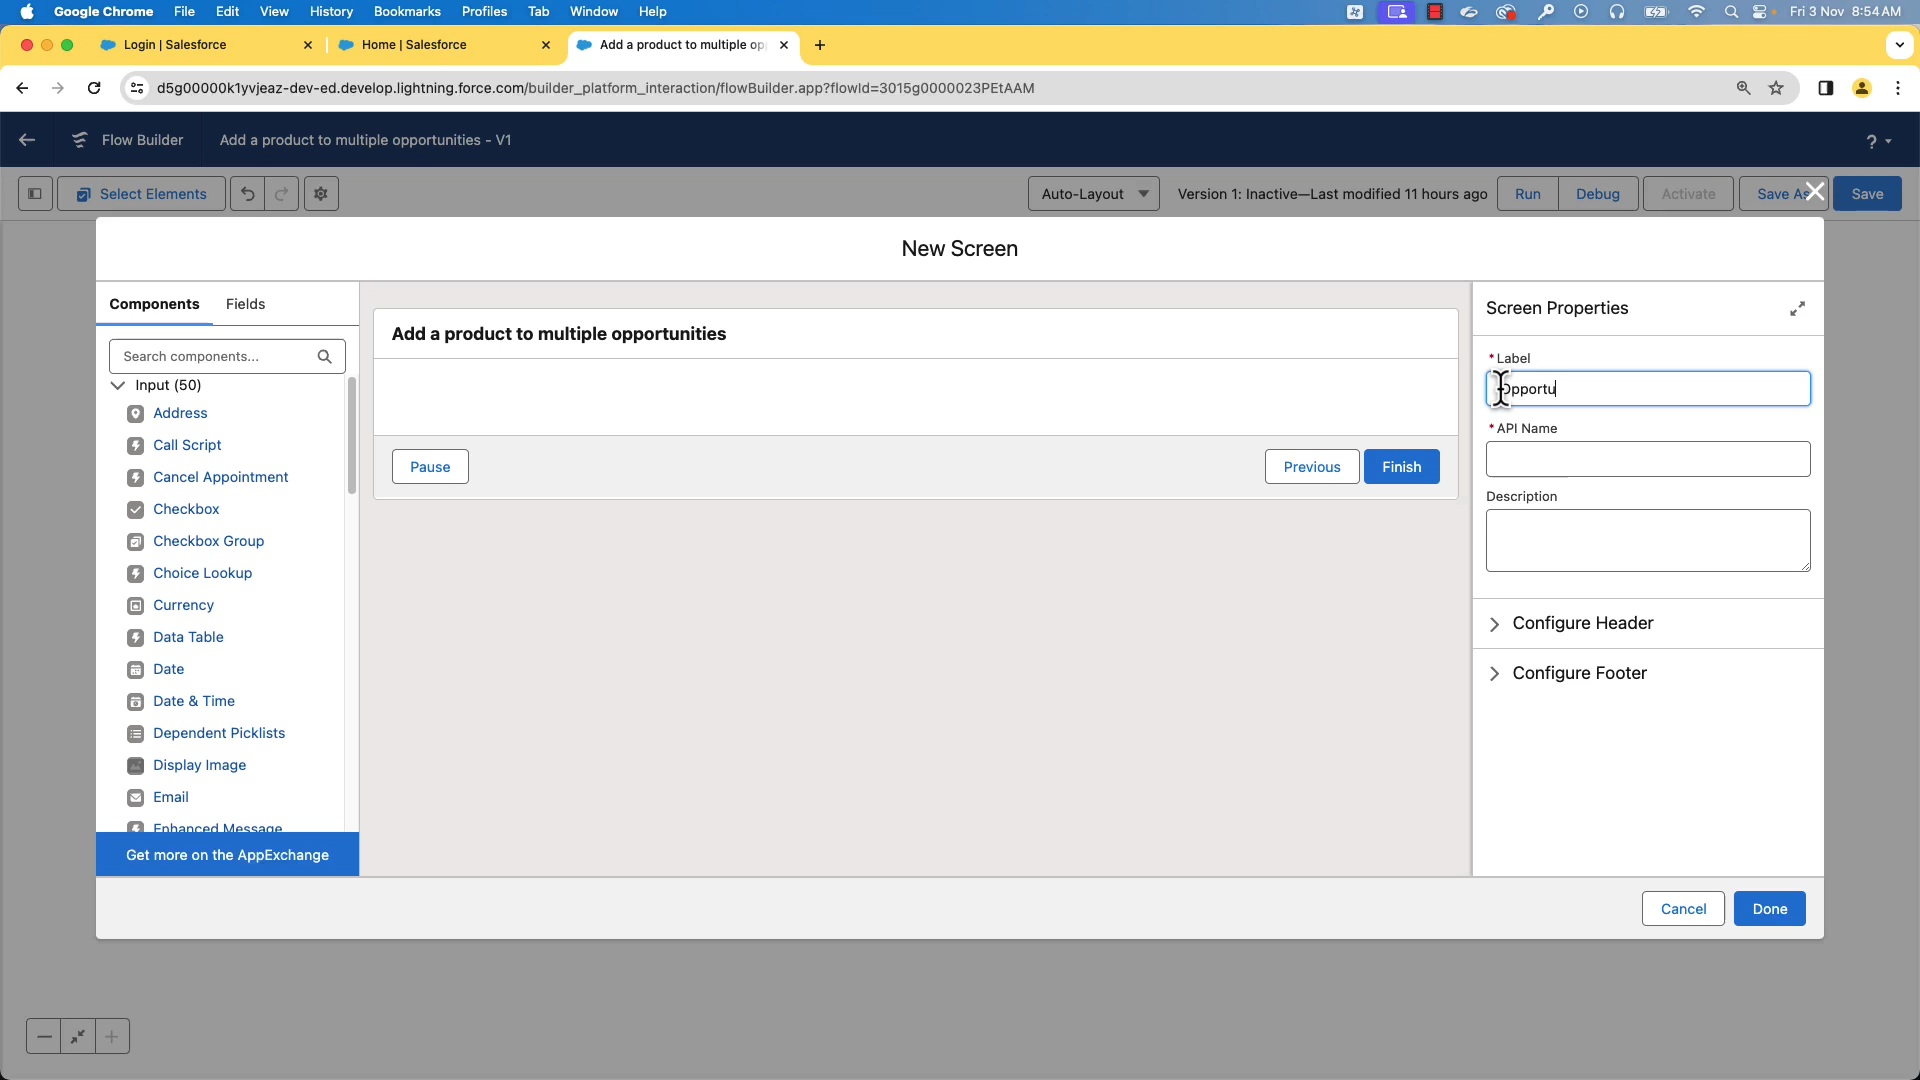 Google Chrome File Edit View History Bookmarks Profiles Tab Window Help Fri 3 Nov 8:54 AM
Login | Salesforce Home | Salesforce Add a product to multiple op
d5g00000k1yvjeaz-dev-ed.develop.lightning.force.com/builder_platform_interaction/flowBuilder.app?flowId=3015g0000023PEtAAM
Flow Builder Add a product to multiple opportunities - V1 ?
Select Elements Auto-Layout Version 1: Inactive—Last modified 11 hours ago Run Debug Activate Save As Save
New Screen
Components Fields
Search components...
Input (50)
Address
Call Script
Cancel Appointment
Checkbox
Checkbox Group
Choice Lookup
Currency
Data Table
Date
Date & Time
Dependent Picklists
Display Image
Email
Enhanced Message
Get more on the AppExchange
Add a product to multiple opportunities
Pause Previous Finish
Screen Properties
* Label
Opportu
* API Name
Description
Configure Header
Configure Footer
Cancel Done